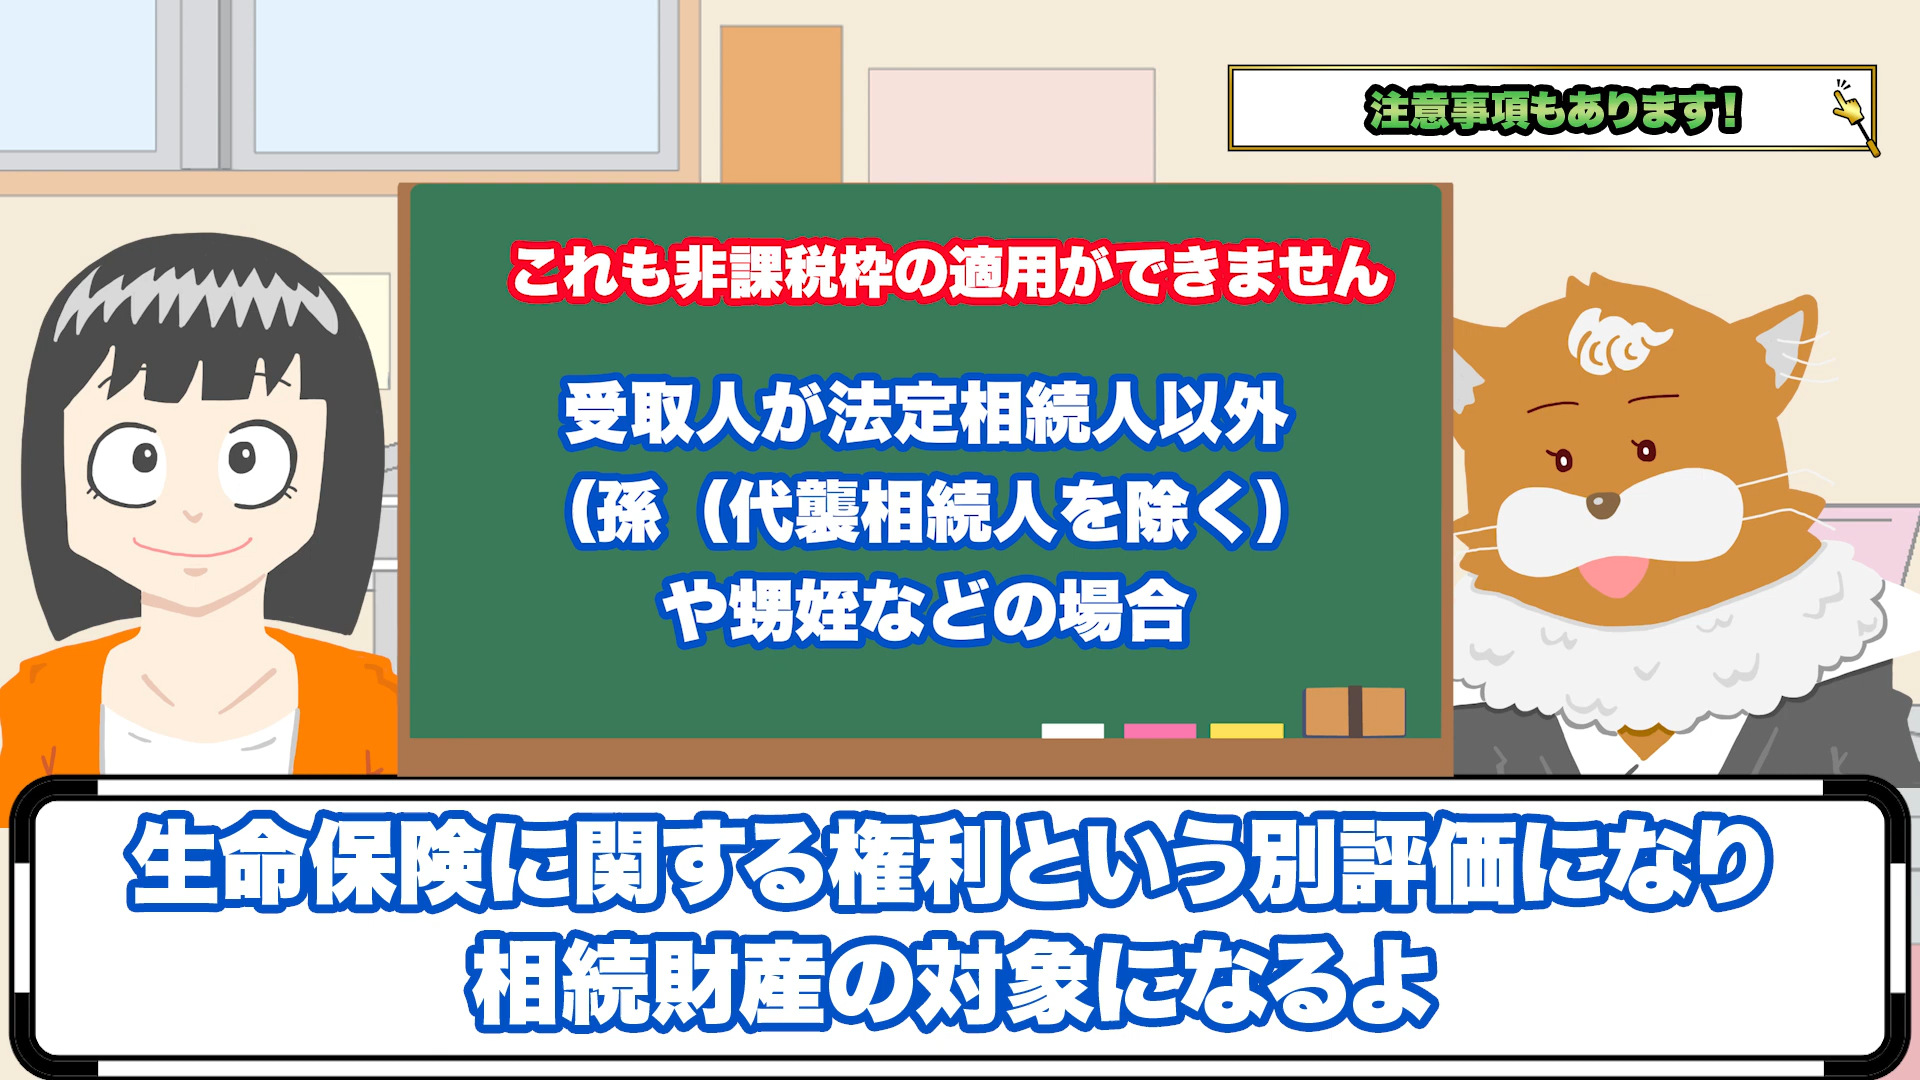 注意事項もあります!
これも非課税枠の適用ができません
受取人が法定相続人以外
(孫(代襲相続人を除く)
や甥姪などの場合
生命保険に関する権利という別評価になり
相続財産の対象になるよ